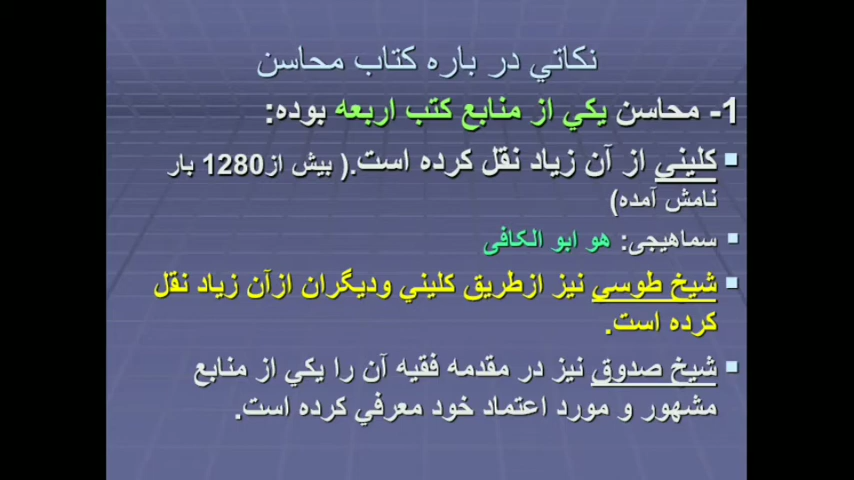 نكاتي در باره كتاب محاسن
1- محاسن يكي از منابع كتب اربعه بوده:
كليني از آن زياد نقل كرده است.( بيش از1280 بار
نامش آمده)
سماهیجی: هو ابو الکافی
شيخ طوسي نيز ازطريق كليني وديگران ازآن زياد نقل
كرده است.
شيخ صدوق نيز در مقدمه فقيه آن را يكي از منابع
مشهور و مورد اعتماد خود معرفي كرده است.